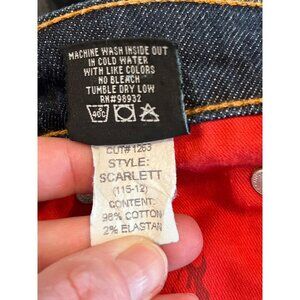 MACHINE WASH INSIDE OUT
IN COLD WATER
WITH LIKE COLORS
NO BLEACH
TUMBLE DRY LOW
RN#98932
40C
CUT#1263
STYLE:
SCARLETT
(115-12)
CONTENT:
98% COTTON
2% ELASTAN